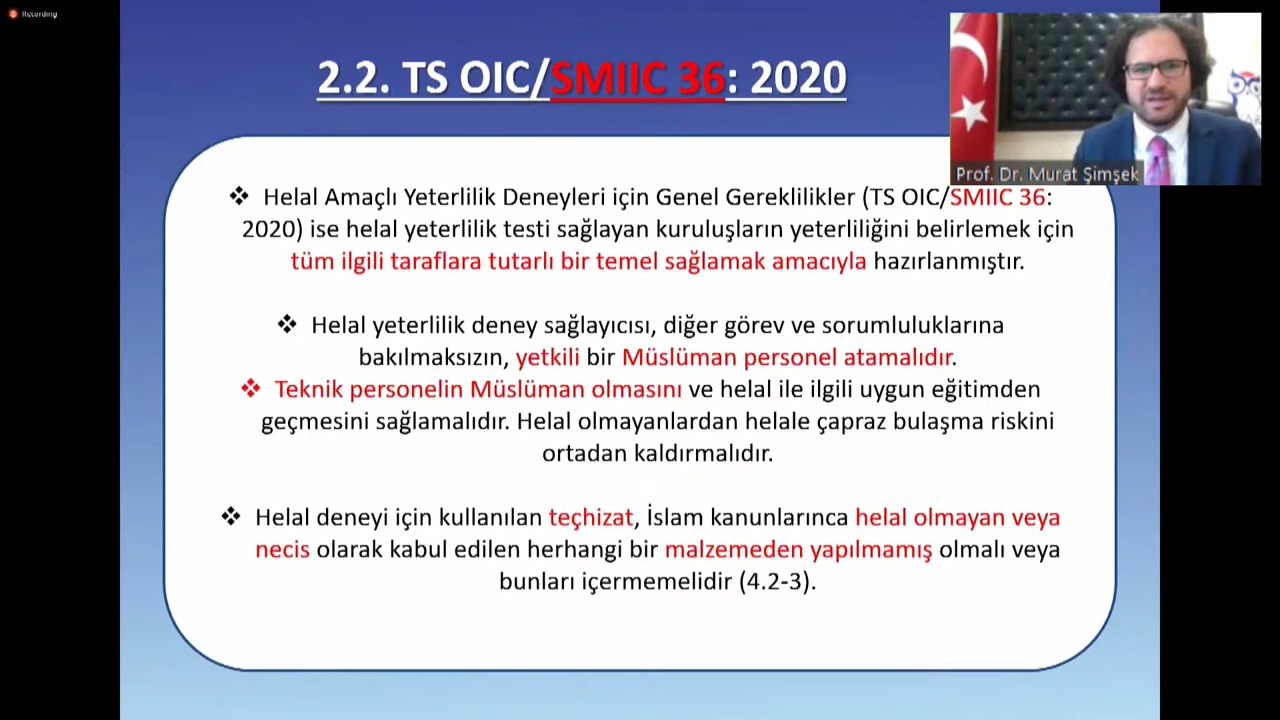 Recording
2.2. TS OIC/SMIIC 36: 2020
Prof. Dr. Murat Şimşek
❖ Helal Amaçlı Yeterlilik Deneyleri için Genel Gereklilikler (TS OIC/SMIIC 36:
2020) ise helal yeterlilik testi sağlayan kuruluşların yeterliliğini belirlemek için
tüm ilgili taraflara tutarlı bir temel sağlamak amacıyla hazırlanmıştır.
❖ Helal yeterlilik deney sağlayıcısı, diğer görev ve sorumluluklarına
bakılmaksızın, yetkili bir Müslüman personel atamalıdır.
❖ Teknik personelin Müslüman olmasını ve helal ile ilgili uygun eğitimden
geçmesini sağlamalıdır. Helal olmayanlardan helale çapraz bulaşma riskini
ortadan kaldırmalıdır.
❖ Helal deneyi için kullanılan teçhizat, İslam kanunlarınca helal olmayan veya
necis olarak kabul edilen herhangi bir malzemeden yapılmamış olmalı veya
bunları içermemelidir (4.2-3).